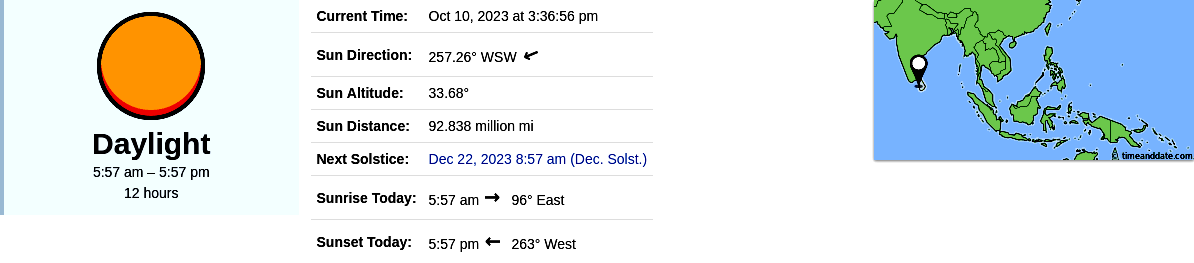 Daylight
5:57 am – 5:57 pm
12 hours
Current Time: Oct 10, 2023 at 3:36:56 pm
Sun Direction: 257.26° WSW
Sun Altitude: 33.68°
Sun Distance: 92.838 million mi
Next Solstice: Dec 22, 2023 8:57 am (Dec. Solst.)
Sunrise Today: 5:57 am → 96° East
Sunset Today: 5:57 pm ← 263° West
© timeanddate.com